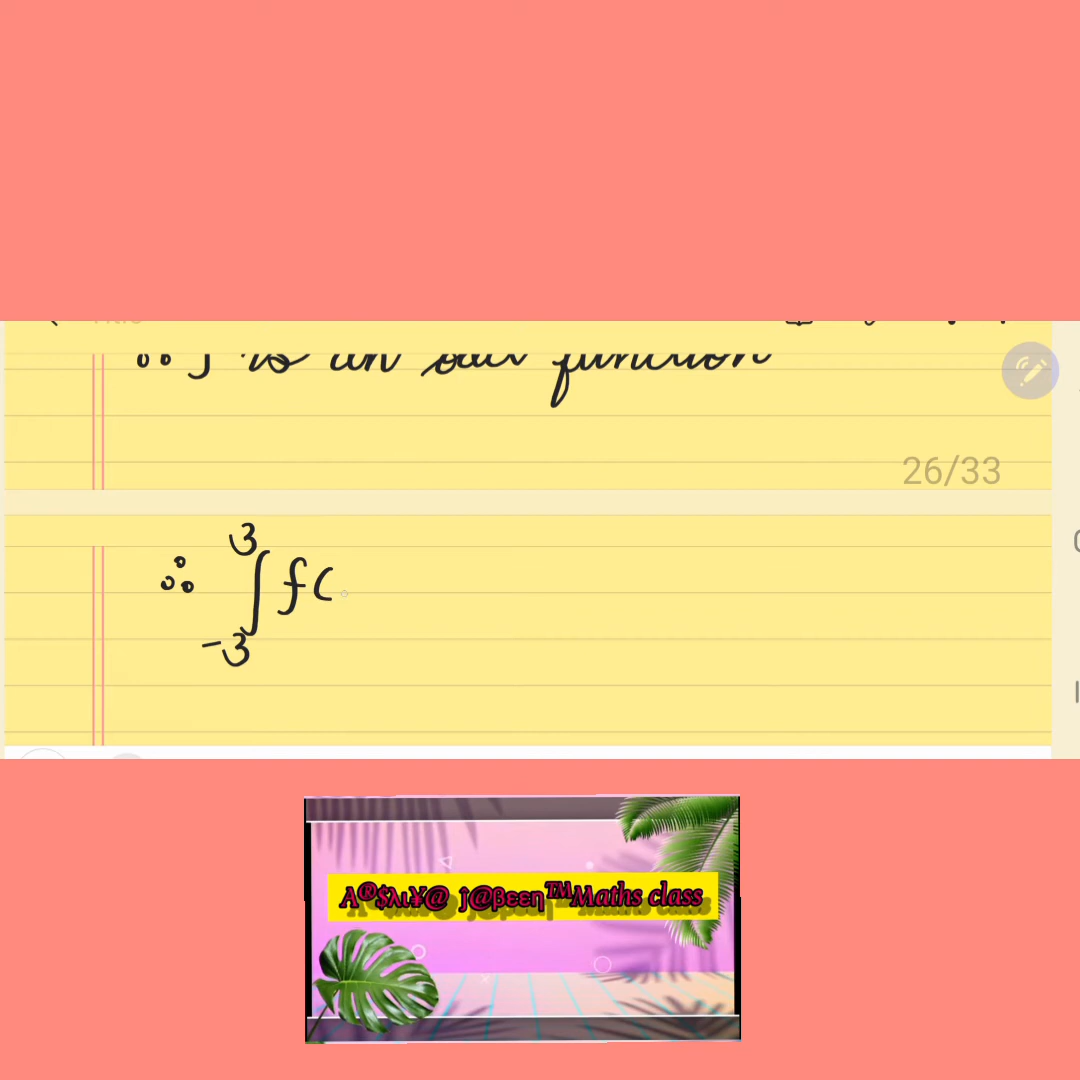 ∴ f is an odd function
26/33
∴ ∫₋₃³ f(
A®$λι¥@ ĵ@βεεη™Maths class